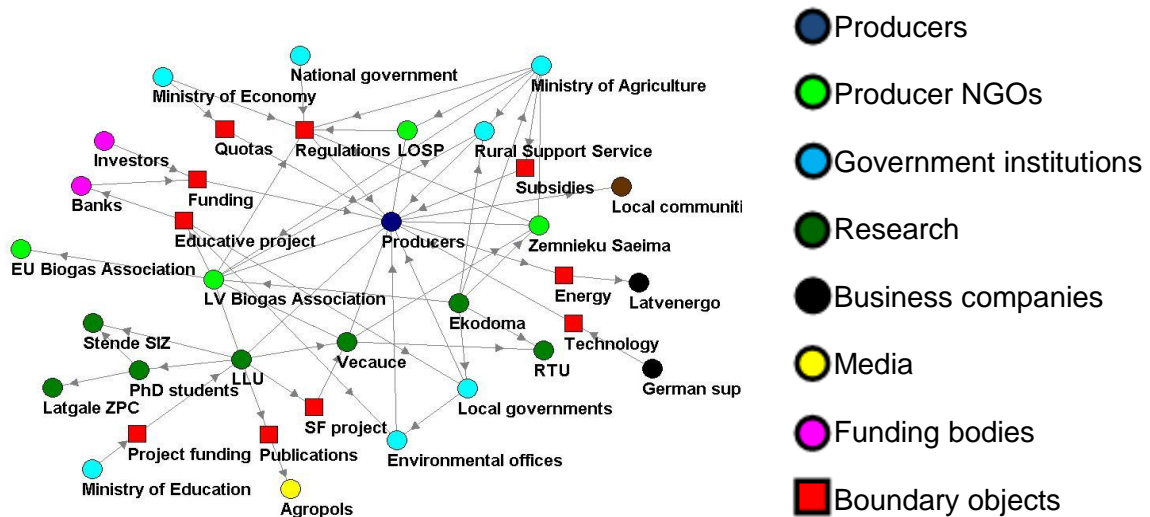 National government
Ministry of Economy
Ministry of Agriculture
Quotas
Regulations
LOSP
Rural Support Service
Investors
Funding
Subsidies
Banks
Local communiti
Educative project
Producers
Zemnieku Saeima
EU Biogas Association
LV Biogas Association
Energy
Latvenergo
Ekodoma
Technology
Stende SIZ
Vecauce
RTU
German sup
PhD students
LLU
Latgale ZPC
Local governments
SF project
Project funding
Publications
Environmental offices
Ministry of Education
Agropols
Producers
Producer NGOs
Government institutions
Research
Business companies
Media
Funding bodies
Boundary objects